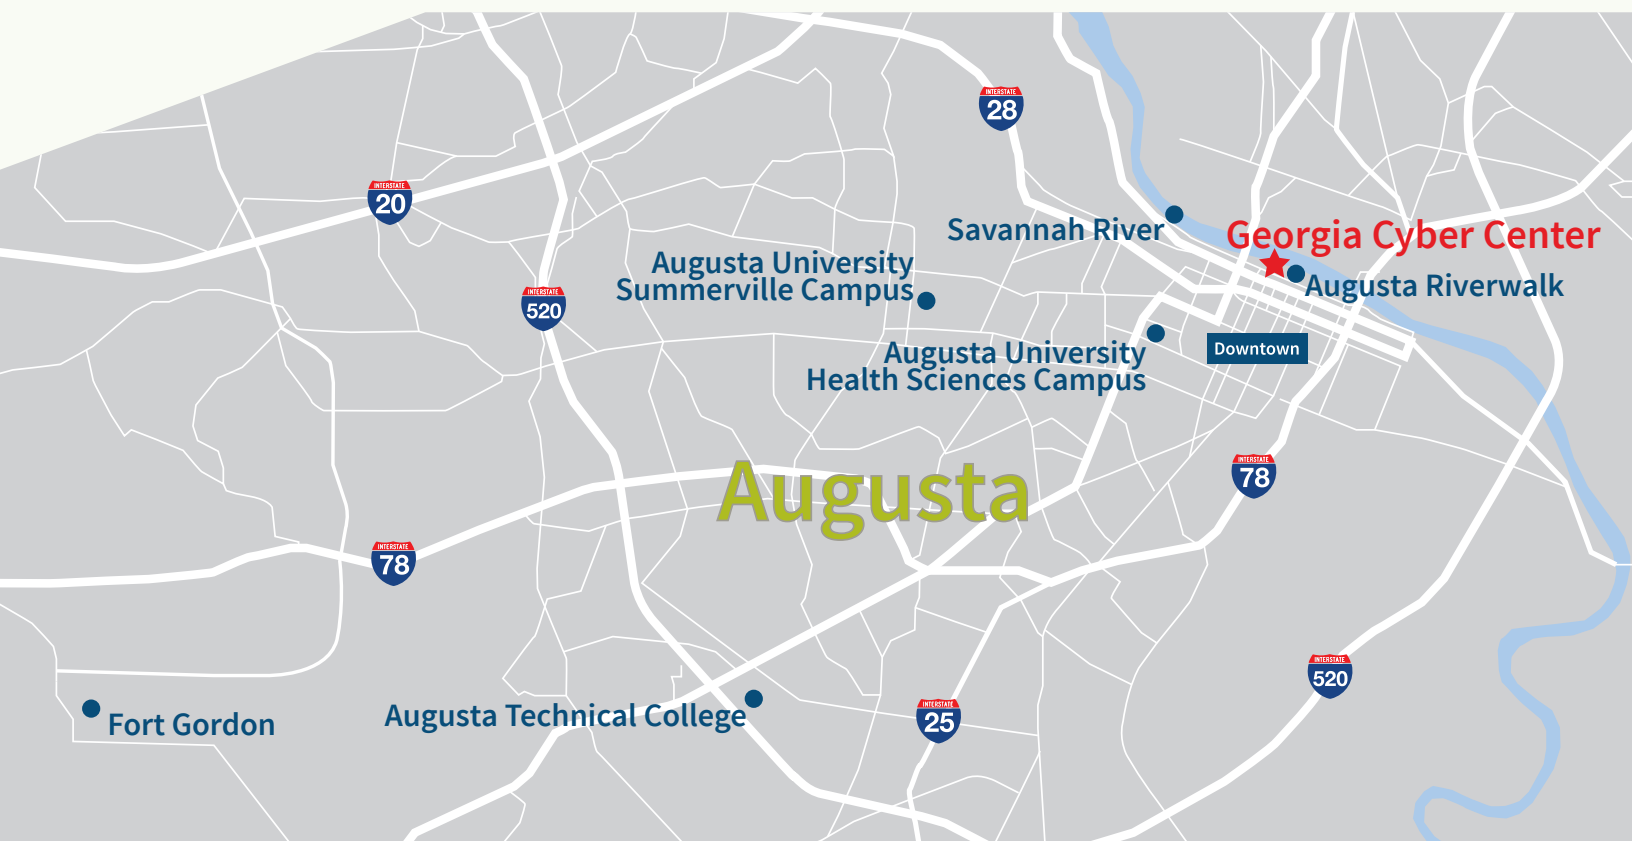 INTERSTATE
28
INTERSTATE
20
Savannah River
Georgia Cyber Center
Augusta University
Summerville Campus
Augusta Riverwalk
INTERSTATE
520
Downtown
Augusta University
Health Sciences Campus
Augusta
INTERSTATE
78
INTERSTATE
78
INTERSTATE
520
Fort Gordon
Augusta Technical College
INTERSTATE
25